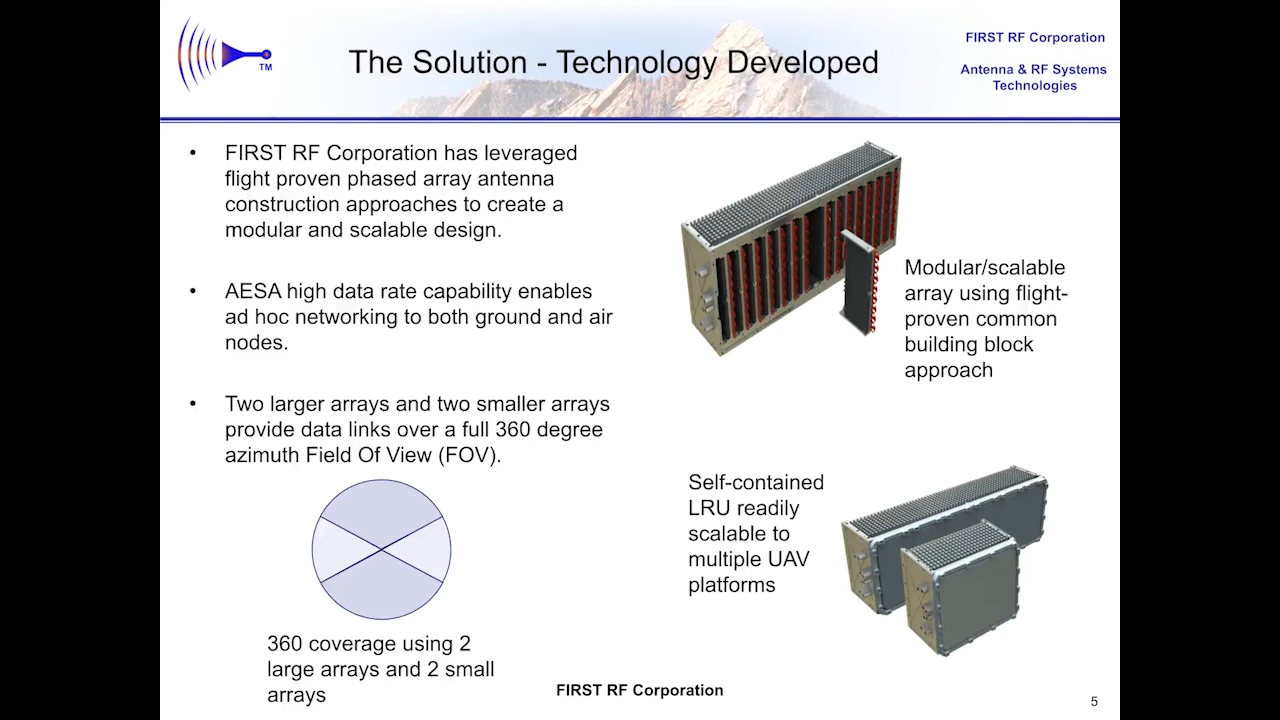 TM
The Solution - Technology Developed
FIRST RF Corporation
Antenna & RF Systems
Technologies
• FIRST RF Corporation has leveraged
flight proven phased array antenna
construction approaches to create a
modular and scalable design.
• AESA high data rate capability enables
ad hoc networking to both ground and air
nodes.
• Two larger arrays and two smaller arrays
provide data links over a full 360 degree
azimuth Field Of View (FOV).
360 coverage using 2
large arrays and 2 small
arrays
Modular/scalable
array using flight-
proven common
building block
approach
Self-contained
LRU readily
scalable to
multiple UAV
platforms
FIRST RF Corporation
5